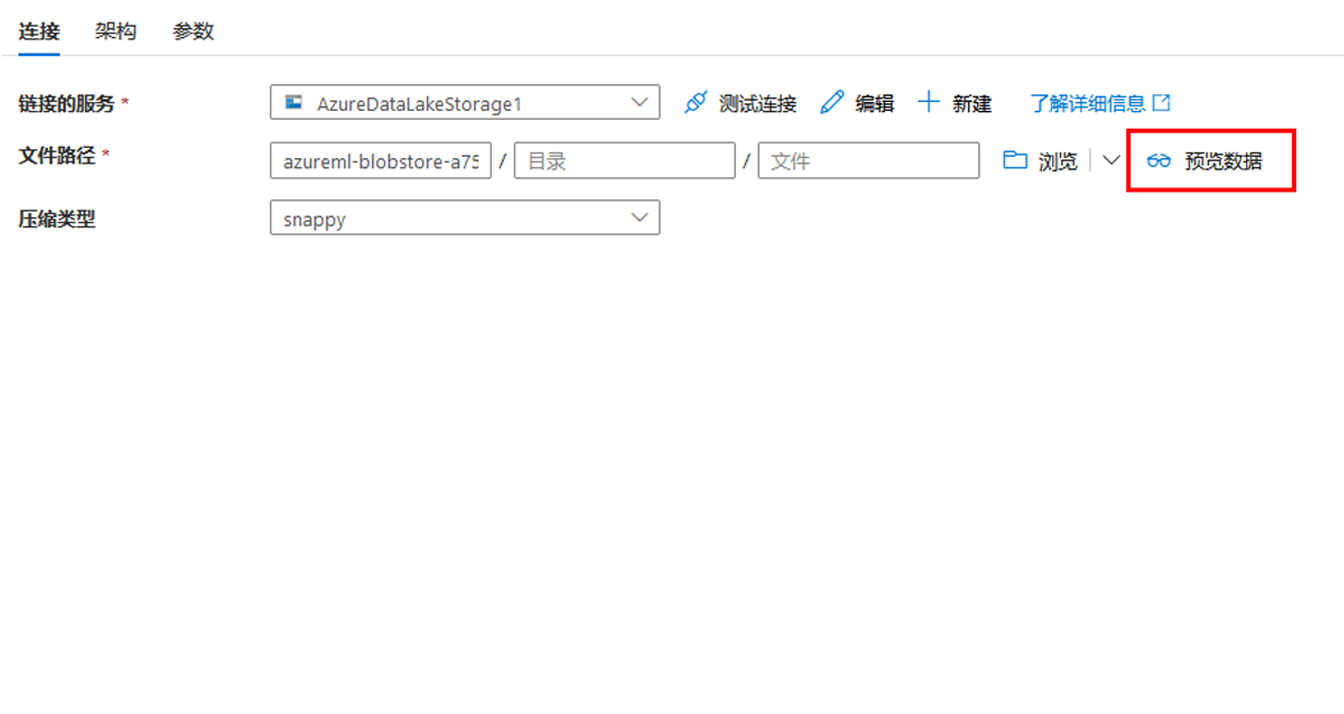 连接 架构 参数
链接的服务 * AzureDataLakeStorage1 测试连接 编辑 新建 了解详细信息
文件路径 * azureml-blobstore-a75 / 目录 / 文件 浏览 预览数据
压缩类型 snappy